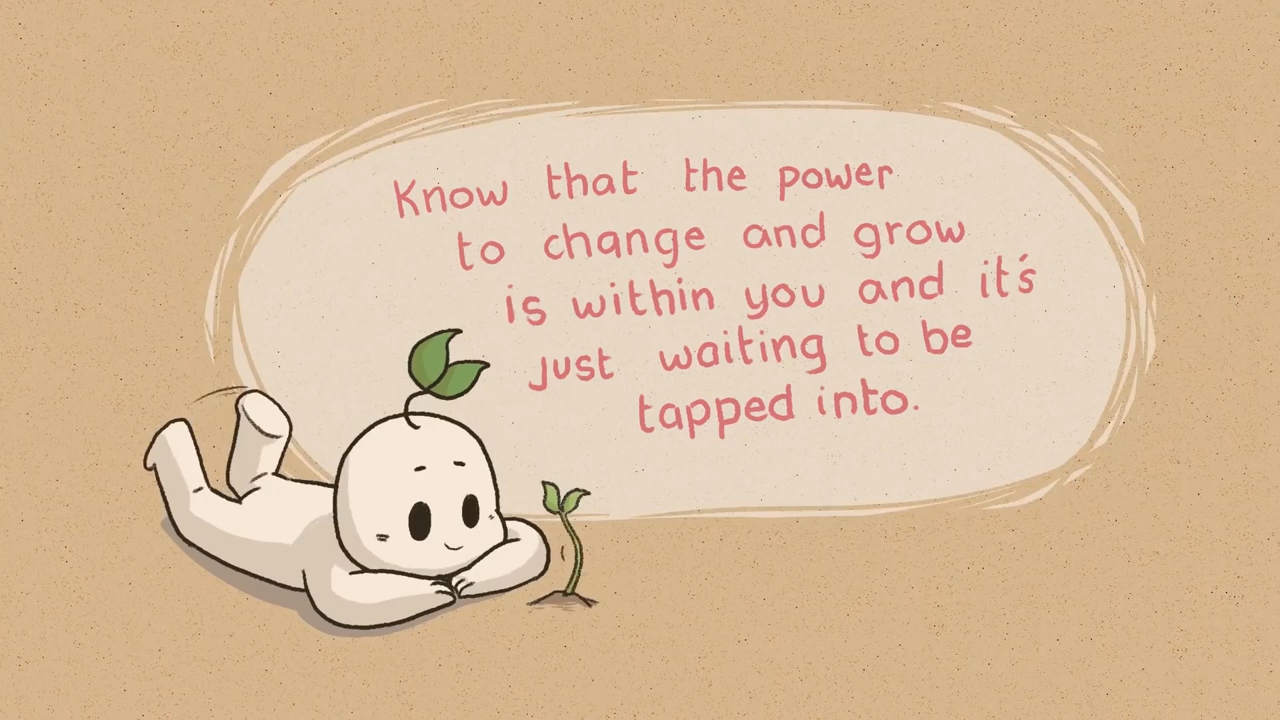 Know that the power
to change and grow
is within you and it's
just waiting to be
tapped into.